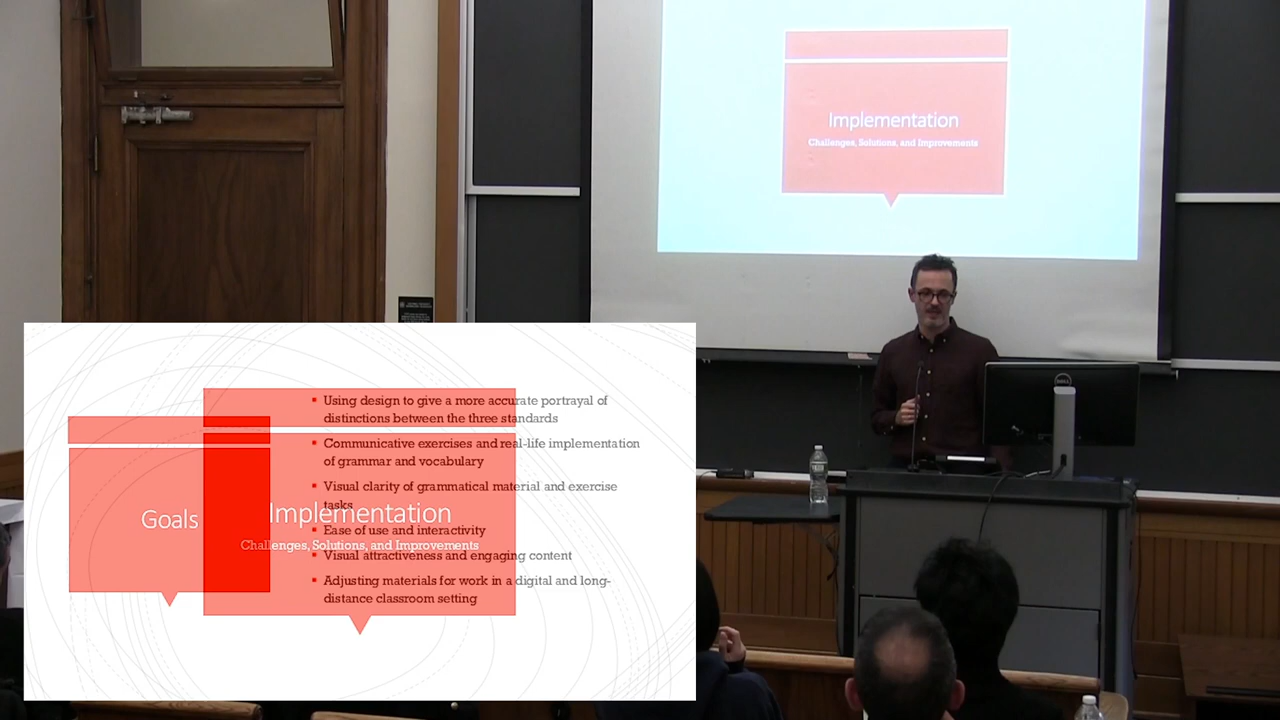 Implementation
Challenges, Solutions, and Improvements
DELL
Using design to give a more accurate portrayal of
distinctions between the three standards
Communicative exercises and real-life implementation
of grammar and vocabulary
Visual clarity of grammatical material and exercise
tasks
Goals
Implementation
Ease of use and interactivity
Challenges, Solutions, and Improvements
Visual attractiveness and engaging content
Adjusting materials for work in a digital and long-
distance classroom setting